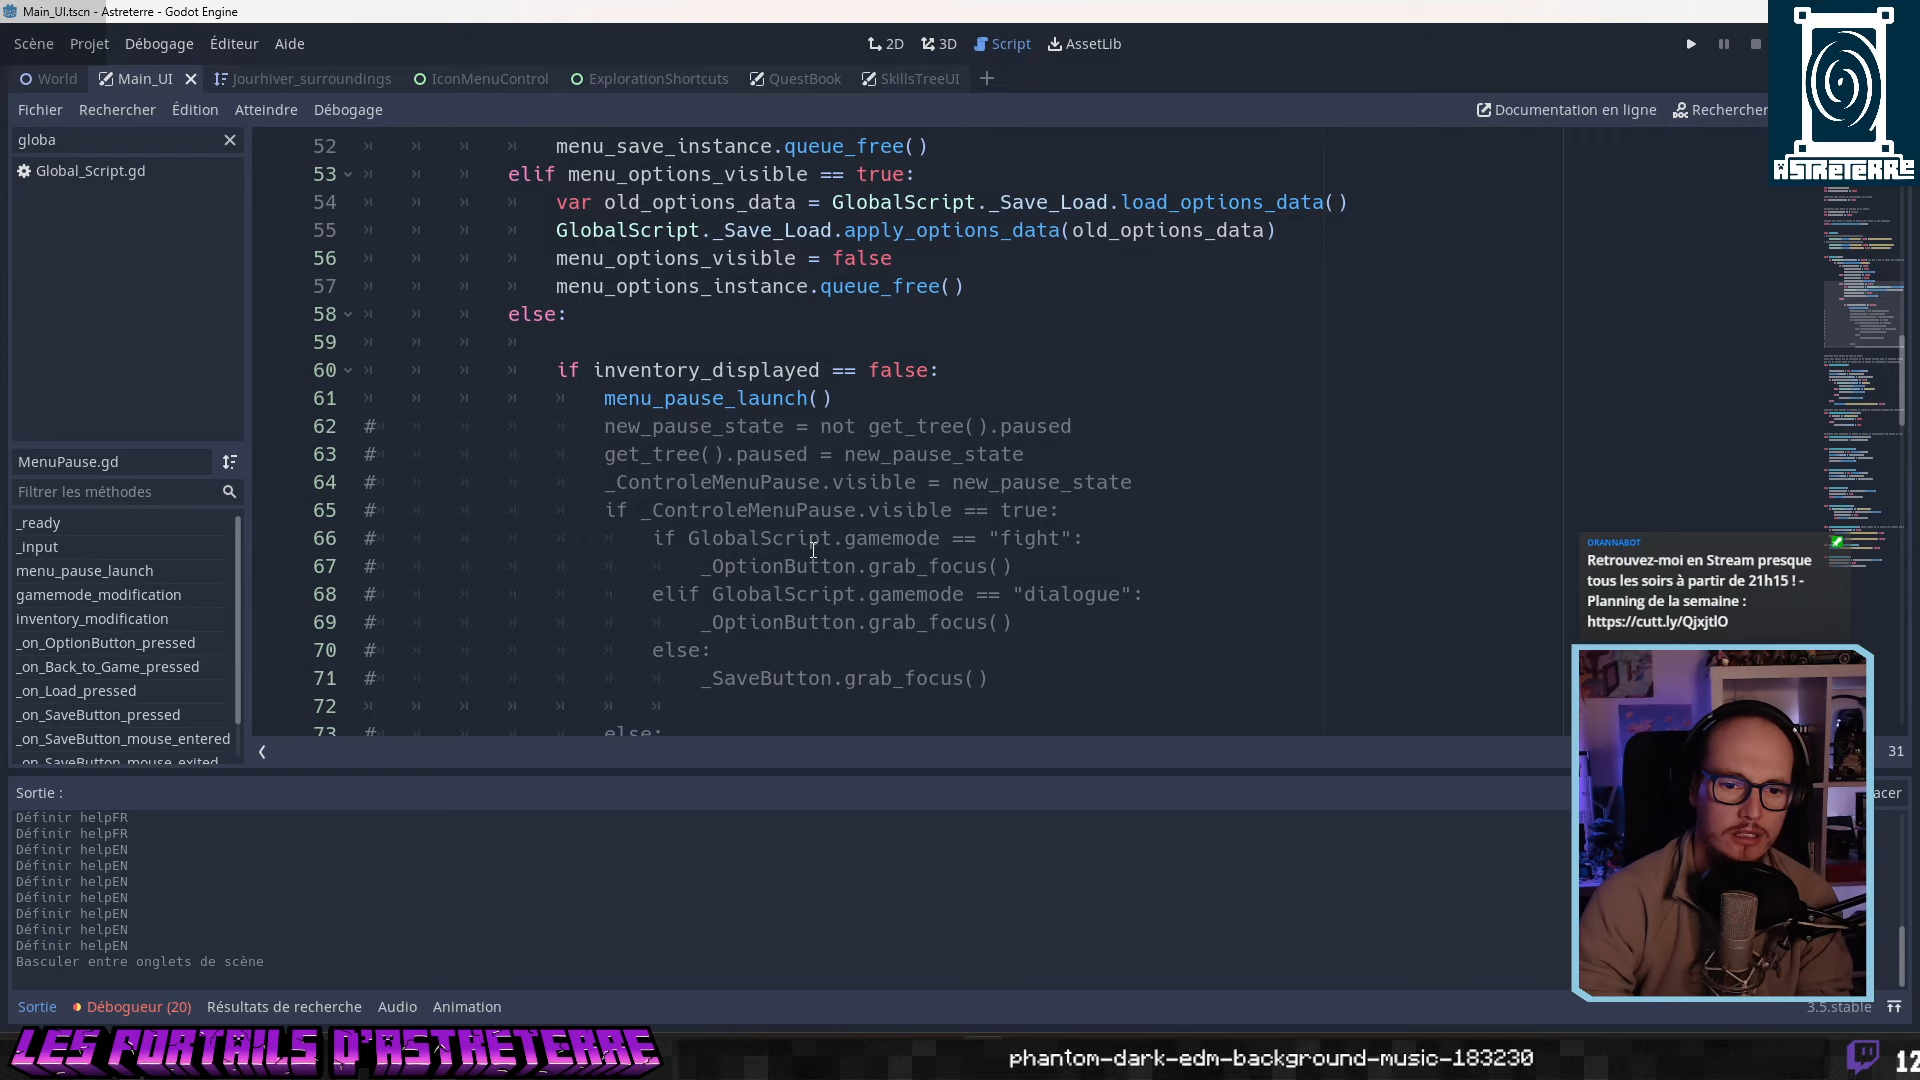 Main_UI.tscn - Astreterre - Godot Engine
Scène Projet Débogage Éditeur Aide
2D 3D Script AssetLib
World Main_UI Jourhiver_surroundings IconMenuControl ExplorationShortcuts QuestBook SkillsTreeUI
Fichier Rechercher Édition Atteindre Débogage
Documentation en ligne Rechercher
ASTRETERRE
globa
Global_Script.gd
MenuPause.gd
Filtrer les méthodes
_ready
_input
menu_pause_launch
gamemode_modification
inventory_modification
_on_OptionButton_pressed
_on_Back_to_Game_pressed
_on_Load_pressed
_on_SaveButton_pressed
_on_SaveButton_mouse_entered
_on_SaveButton_mouse_exited
52 menu_save_instance.queue_free()
53 elif menu_options_visible == true:
54 var old_options_data = GlobalScript._Save_Load.load_options_data()
55 GlobalScript._Save_Load.apply_options_data(old_options_data)
56 menu_options_visible = false
57 menu_options_instance.queue_free()
58 else:
59
60 if inventory_displayed == false:
61 menu_pause_launch()
62 # new_pause_state = not get_tree().paused
63 # get_tree().paused = new_pause_state
64 # _ControleMenuPause.visible = new_pause_state
65 # if _ControleMenuPause.visible == true:
66 # if GlobalScript.gamemode == "fight":
67 # _OptionButton.grab_focus()
68 # elif GlobalScript.gamemode == "dialogue":
69 # _OptionButton.grab_focus()
70 # else:
71 # _SaveButton.grab_focus()
72
73 # else:
31
ORANNABOT
Retrouvez-moi en Stream presque
tous les soirs à partir de 21h15 ! -
Planning de la semaine :
https://cutt.ly/QjxjtlO
Sortie :
acer
Définir helpFR
Définir helpFR
Définir helpEN
Définir helpEN
Définir helpEN
Définir helpEN
Définir helpEN
Définir helpEN
Définir helpEN
Basculer entre onglets de scène
Sortie Débogueur (20) Résultats de recherche Audio Animation
3.5.stable
LES PORTAILS D'ASTRETERRE
phantom-dark-edm-background-music-183230
12